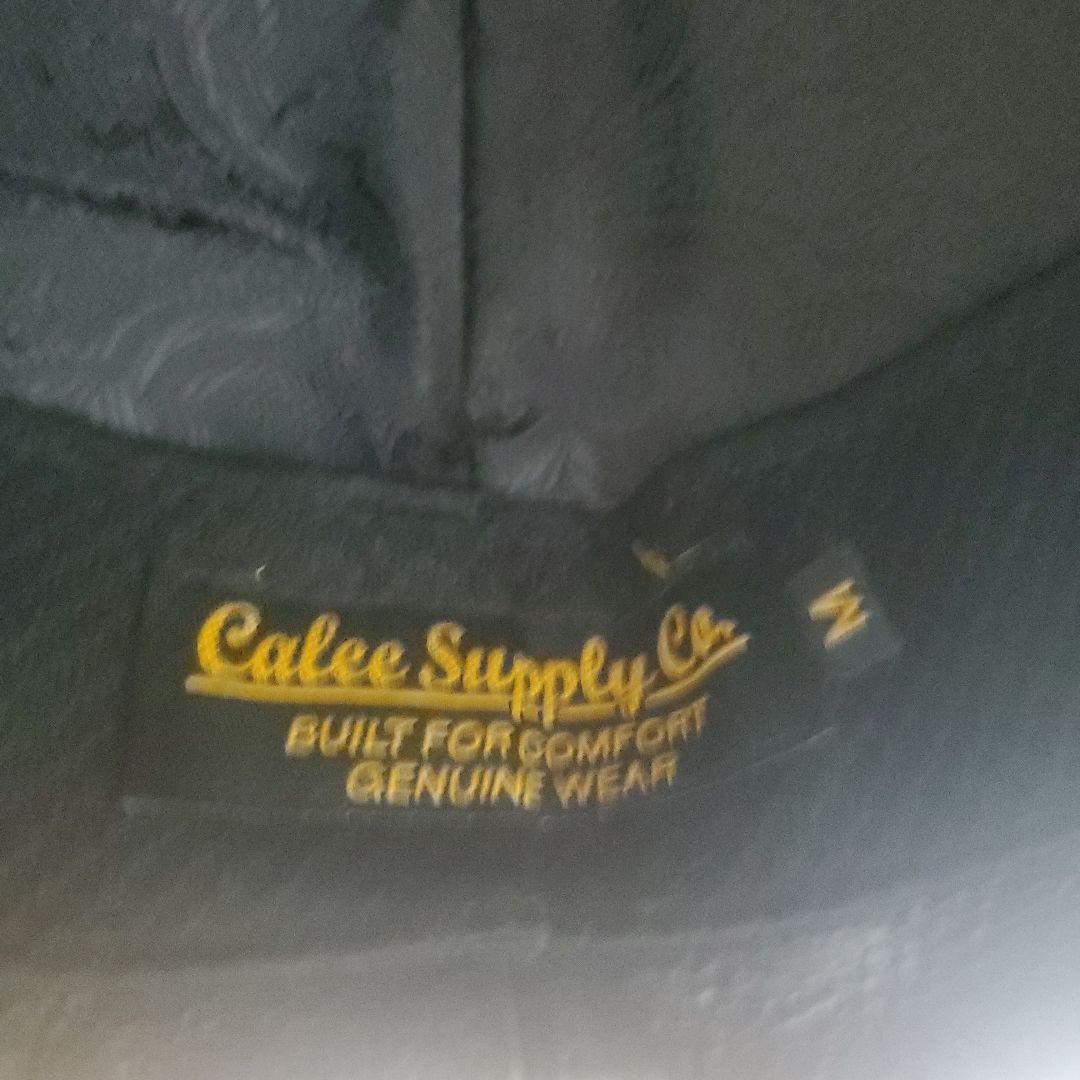 Calee Supply Co.
BUILT FOR COMFORT
GENUINE WEAR
M